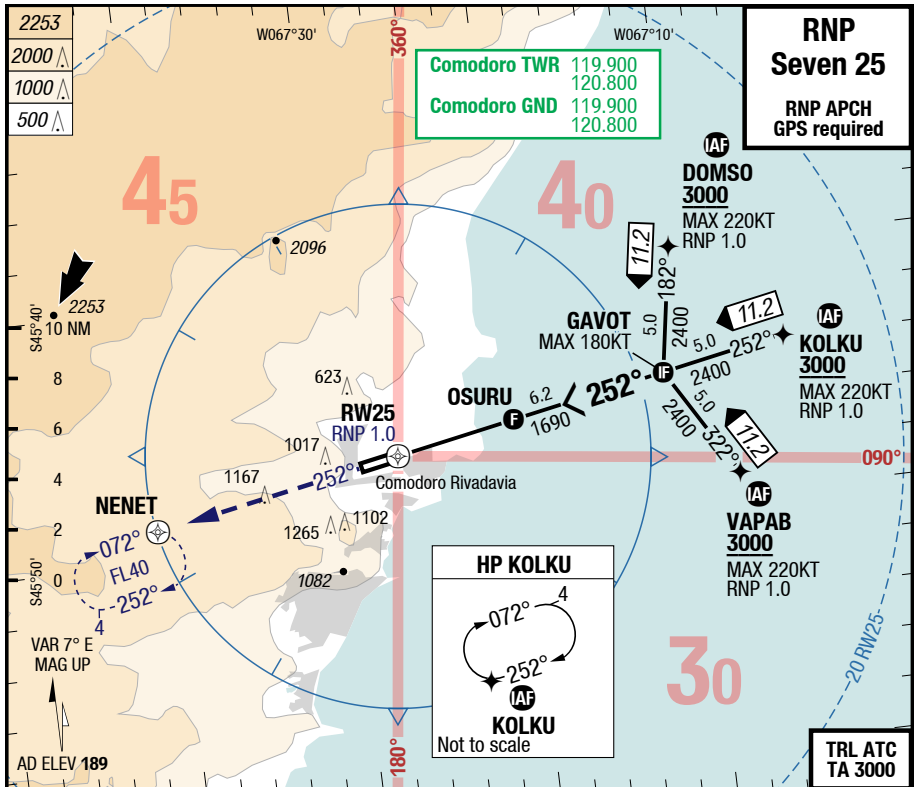 2253
2000
1000
500
W067°30'
360°
W067°10'
Comodoro TWR 119.900
120.800
Comodoro GND 119.900
120.800
RNP
Seven 25
RNP APCH
GPS required
45
40
IAF
DOMSO
3000
MAX 220KT
RNP 1.0
2096
11.2
182°
5.0
2400
2253
S45°40'
10 NM
GAVOT
MAX 180KT
11.2
5.0
252°
2400
IAF
KOLKU
3000
MAX 220KT
RNP 1.0
IF
8
623
OSURU
6.2
252°
1690
F
5.0
2400
322°
11.2
6
RW25
RNP 1.0
1017
4
1167
252°
Comodoro Rivadavia
090°
NENET
IAF
VAPAB
3000
MAX 220KT
RNP 1.0
2
1265
1102
072°
FL40
252°
4
S45°50'
0
1082
HP KOLKU
072°
4
252°
IAF
KOLKU
Not to scale
VAR 7° E
MAG UP
30
20 RW25
AD ELEV 189
180°
TRL ATC
TA 3000